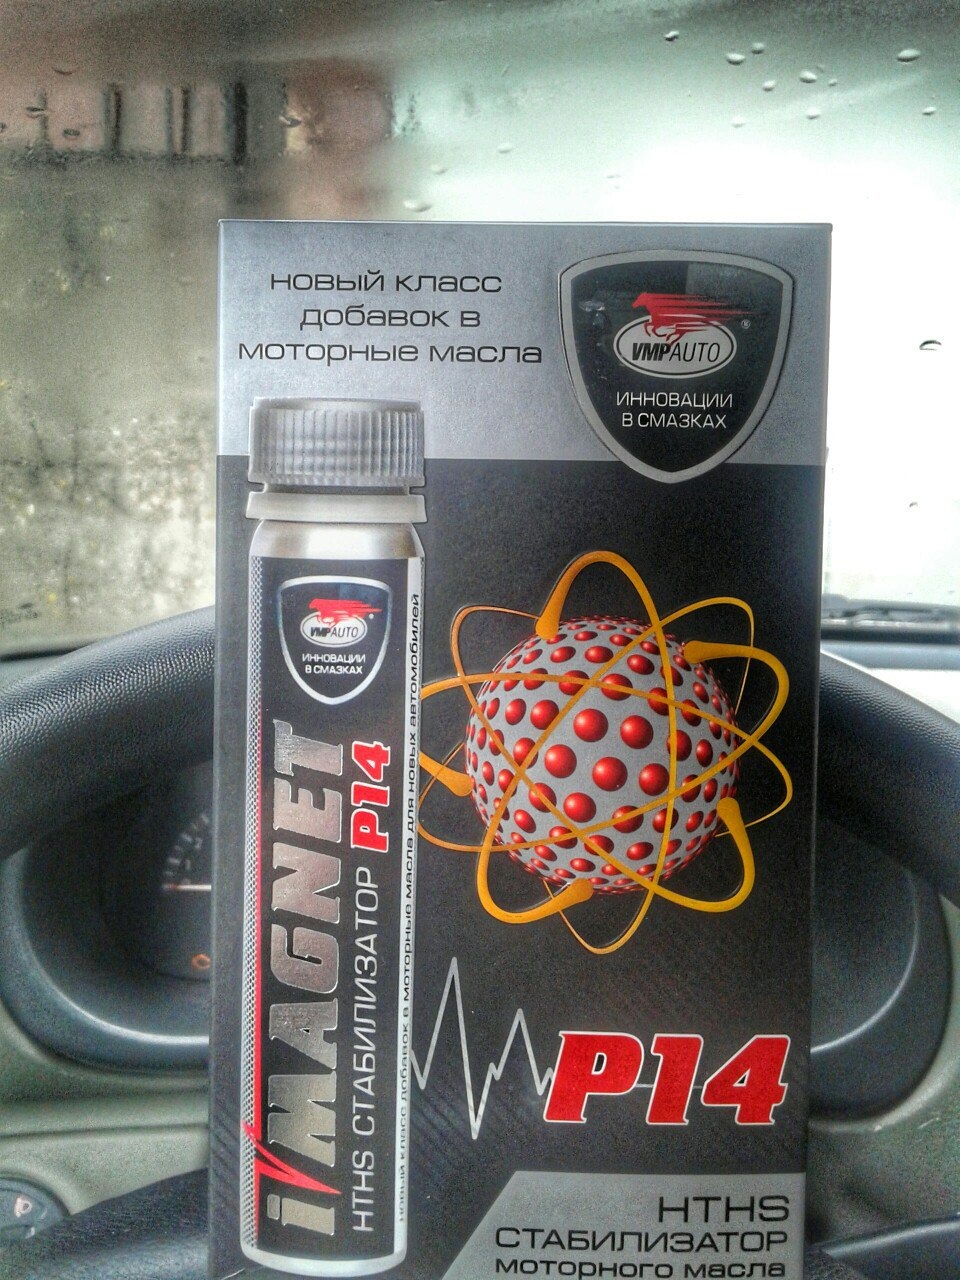 новый класс
добавок в
моторные масла
VMPAUTO®
ИННОВАЦИИ
В СМАЗКАХ
VMPAUTO
ИННОВАЦИИ
В СМАЗКАХ
iMAGNET
HTHS СТАБИЛИЗАТОР P14
новый класс добавок в моторные масла для новых автомобилей
P14
HTHS
СТАБИЛИЗАТОР
моторного масла